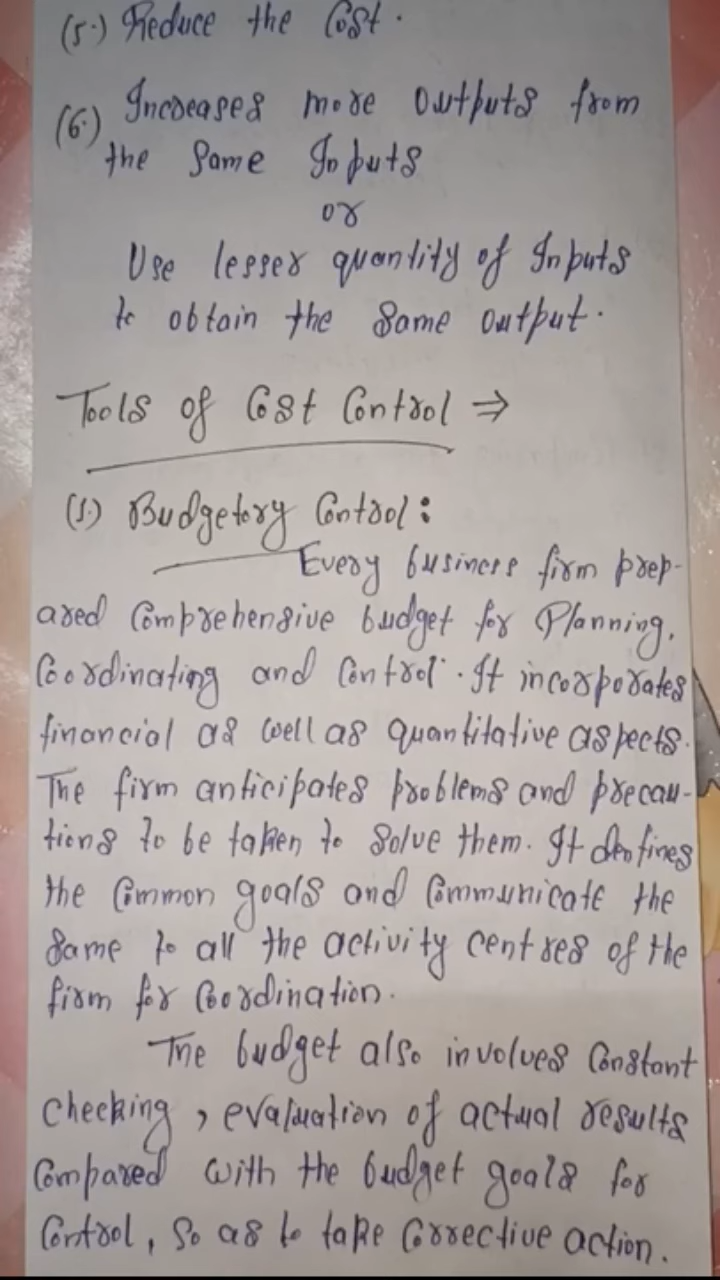 (5.) Reduce the Cost.
(6.) Increases more outputs from
the Same Inputs
or
Use lesser quantity of Inputs
to obtain the Same output.
Tools of Cost Control ⇒
(1.) Budgetory Control:
Every business firm prep-
ared Comprehensive budget for Planning,
Coordinating and Control. It incorporates
financial as well as quantitative aspects.
The firm anticipates problems and precau-
tions to be taken to Solve them. It defines
the Common goals and Communicate the
Same to all the activity centres of the
firm for Coordination.
The budget also involves Constant
checking, evaluation of actual results
Compared with the budget goals for
Control, So as to take Corrective action.